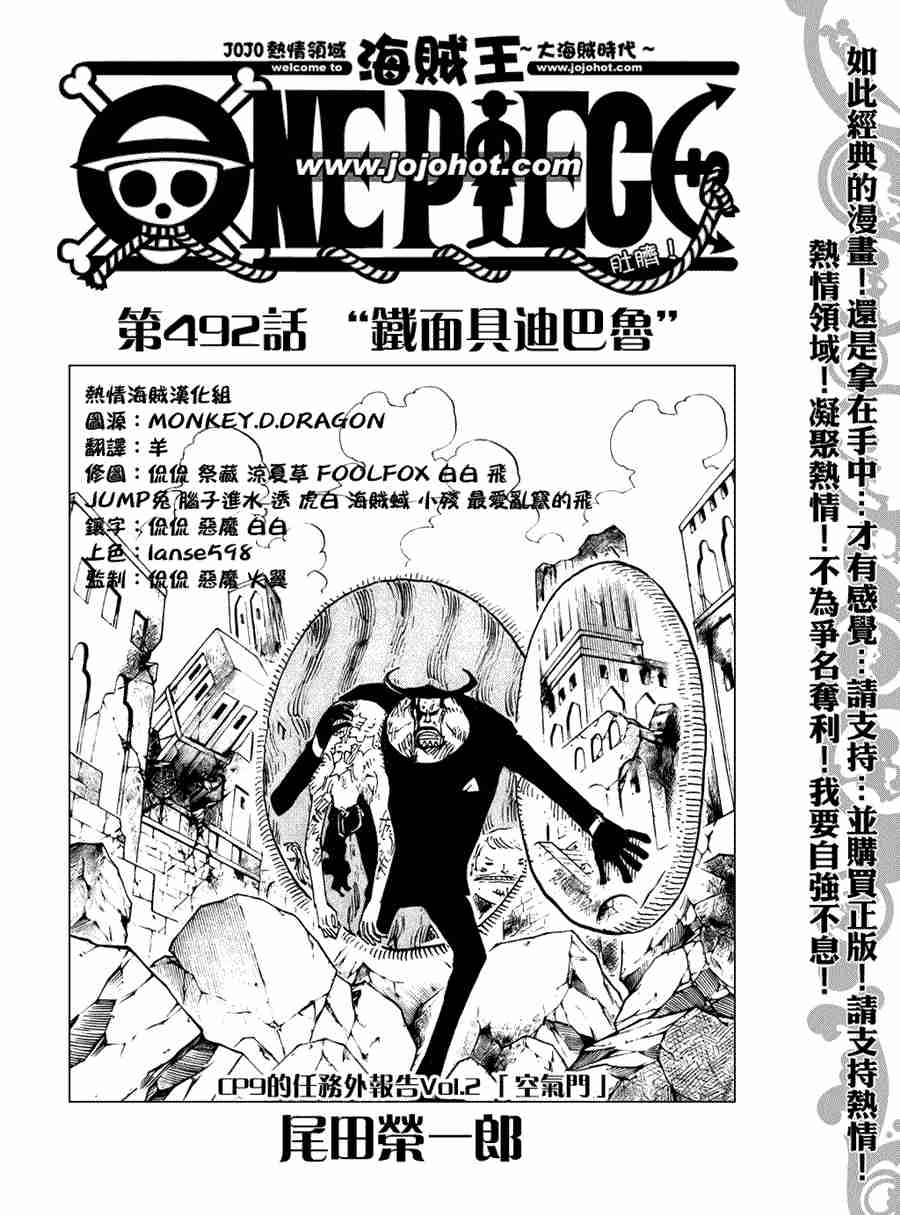 JOJO熱情領域 海賊王 ~大海賊時代~
welcome to www.jojohot.com
ONE PIECE
www.jojohot.com
肚臍！
第492話 “鐵面具迪巴魯”
熱情海賊漢化組
圖源：MONKEY.D.DRAGON
翻譯：羊
修圖：侃侃 祭藏 涼夏草 FOOLFOX 白白 飛
JUMP兔 腦子進水 透 虎白 海賊蜮 小孩 最愛亂竄的飛
鑲字：侃侃 惡魔 白白
上色：lanse598
監制：侃侃 惡魔 火翼
CP9的任務外報告Vol.2「空氣門」
尾田榮一郎
如此經典的漫畫！還是拿在手中…才有感覺…請支持…並購買正版！請支持熱情！
熱情領域！凝聚熱情！不為爭名奪利！我要自強不息！